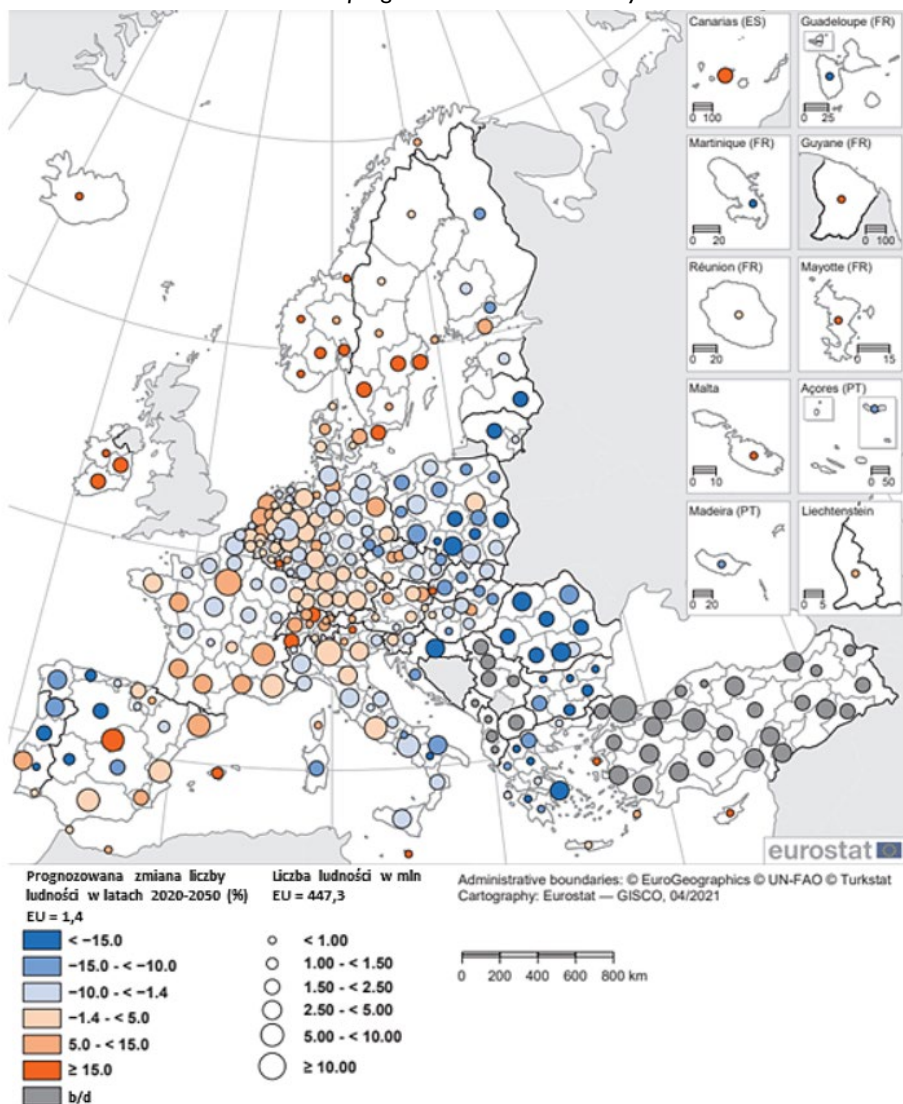 Canarias (ES)
0 100
Guadeloupe (FR)
0 25
Martinique (FR)
0 20
Guyane (FR)
0 100
Réunion (FR)
0 20
Mayotte (FR)
0 15
Malta
0 10
Açores (PT)
0
0 50
Madeira (PT)
0 20
Liechtenstein
0 5
eurostat
Administrative boundaries: © EuroGeographics © UN-FAO © Turkstat
Cartography: Eurostat — GISCO, 04/2021
Prognozowana zmiana liczby
ludności w latach 2020-2050 (%)
EU = 1,4
< −15.0
−15.0 - < −10.0
−10.0 - < −1.4
−1.4 - < 5.0
5.0 - < 15.0
≥ 15.0
b/d
Liczba ludności w mln
EU = 447,3
< 1.00
1.00 - < 1.50
1.50 - < 2.50
2.50 - < 5.00
5.00 - < 10.00
≥ 10.00
0 200 400 600 800 km